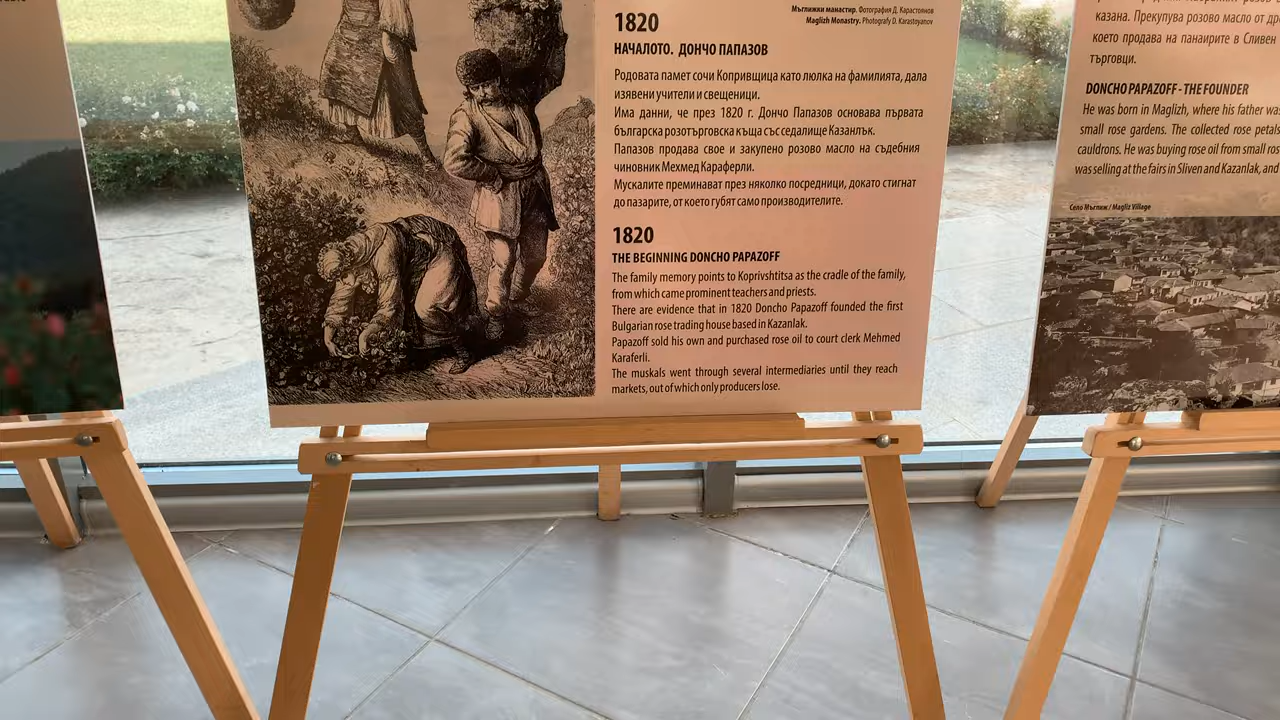 Мъглижки манастир. Фотография Д. Карастоянов
Maglizh Monastry. Photografy D. Karastoyanov
1820
НАЧАЛОТО. ДОНЧО ПАПАЗОВ
Родовата памет сочи Копривщица като люлка на фамилията, дала
изявени учители и свещеници.
Има данни, че през 1820 г. Дончо Папазов основава първата
българска розотърговска къща със седалище Казанлък.
Папазов продава свое и закупено розово масло на съдебния
чиновник Мехмед Караферли.
Мускалите преминават през няколко посредници, докато стигнат
до пазарите, от което губят само производителите.
1820
THE BEGINNING DONCHO PAPAZOFF
The family memory points to Koprivshtitsa as the cradle of the family,
from which came prominent teachers and priests.
There are evidence that in 1820 Doncho Papazoff founded the first
Bulgarian rose trading house based in Kazanlak.
Papazoff sold his own and purchased rose oil to court clerk Mehmed
Karaferli.
The muskals went through several intermediaries until they reach
markets, out of which only producers lose.
казана. Прекупува розово масло от
което продава на панаирите в Сливен
търговци.
DONCHO PAPAZOFF - THE FOUNDER
He was born in Maglizh, where his father was
small rose gardens. The collected rose petals
cauldrons. He was buying rose oil from small
was selling at the fairs in Sliven and Kazanlak, and
Село Мъглиж / Magliz Village